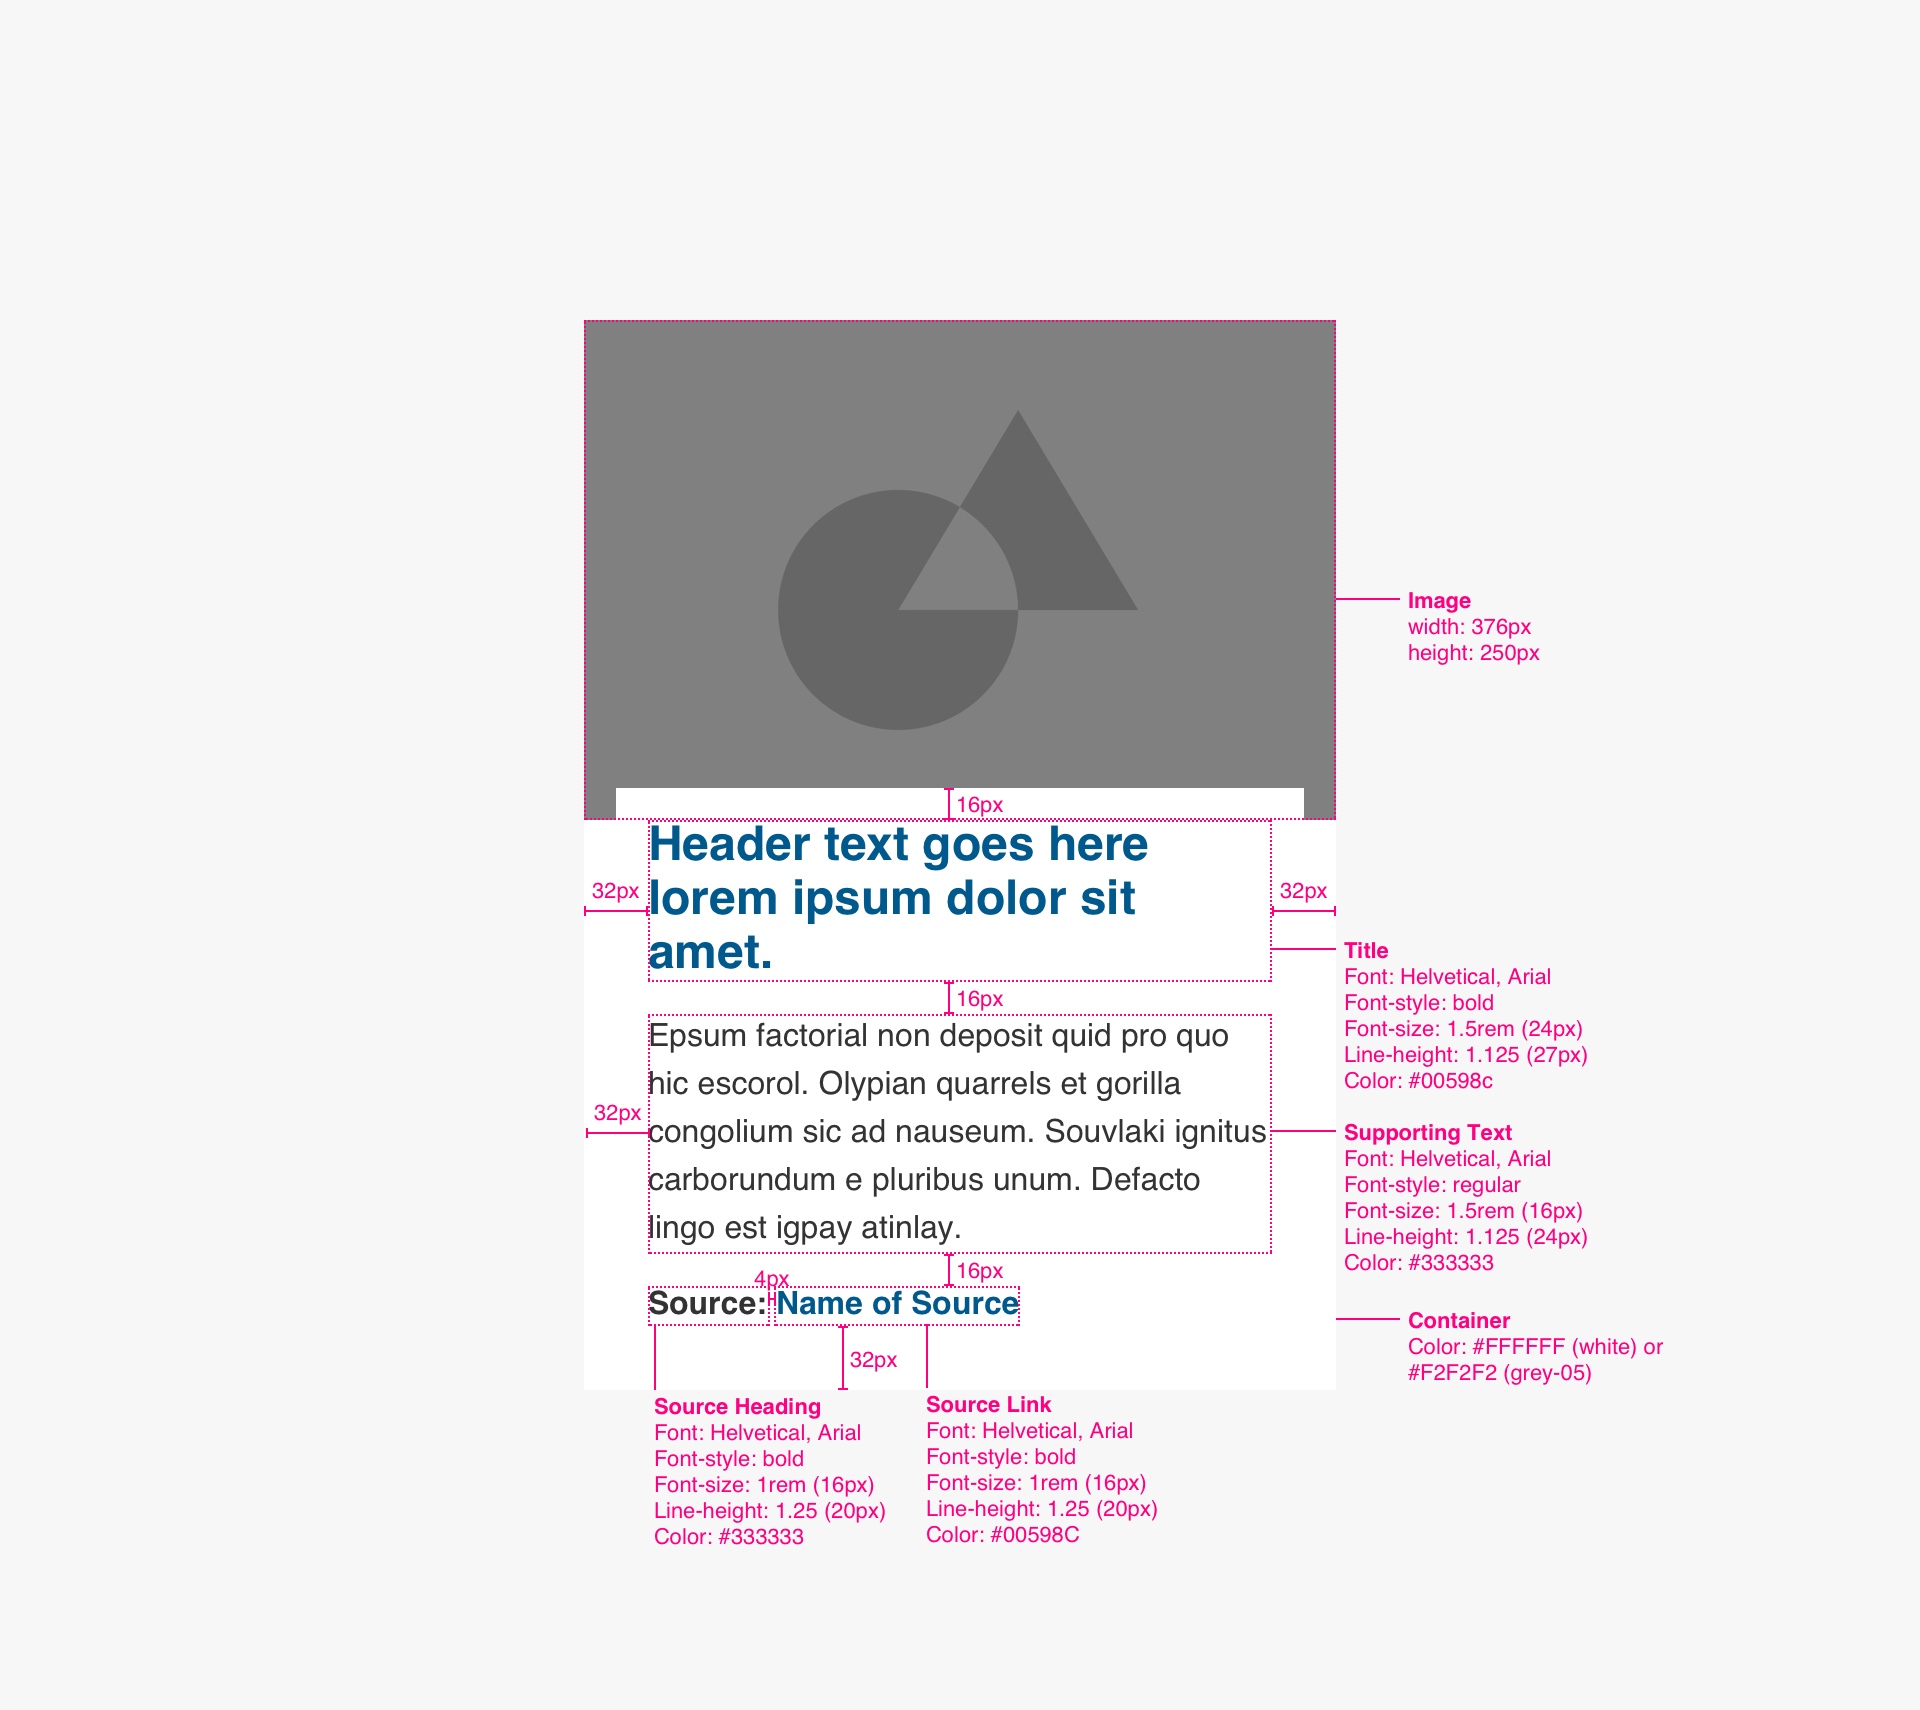 Image
width: 376px
height: 250px
16px
Header text goes here
lorem ipsum dolor sit
amet.
32px
32px
Title
Font: Helvetical, Arial
Font-style: bold
Font-size: 1.5rem (24px)
Line-height: 1.125 (27px)
Color: #00598c
16px
Epsum factorial non deposit quid pro quo
hic escorol. Olypian quarrels et gorilla
congolium sic ad nauseum. Souvlaki ignitus
carborundum e pluribus unum. Defacto
lingo est igpay atinlay.
32px
Supporting Text
Font: Helvetical, Arial
Font-style: regular
Font-size: 1.5rem (16px)
Line-height: 1.125 (24px)
Color: #333333
16px
4px
Source: Name of Source
32px
Container
Color: #FFFFFF (white) or
#F2F2F2 (grey-05)
Source Heading
Font: Helvetical, Arial
Font-style: bold
Font-size: 1rem (16px)
Line-height: 1.25 (20px)
Color: #333333
Source Link
Font: Helvetical, Arial
Font-style: bold
Font-size: 1rem (16px)
Line-height: 1.25 (20px)
Color: #00598C